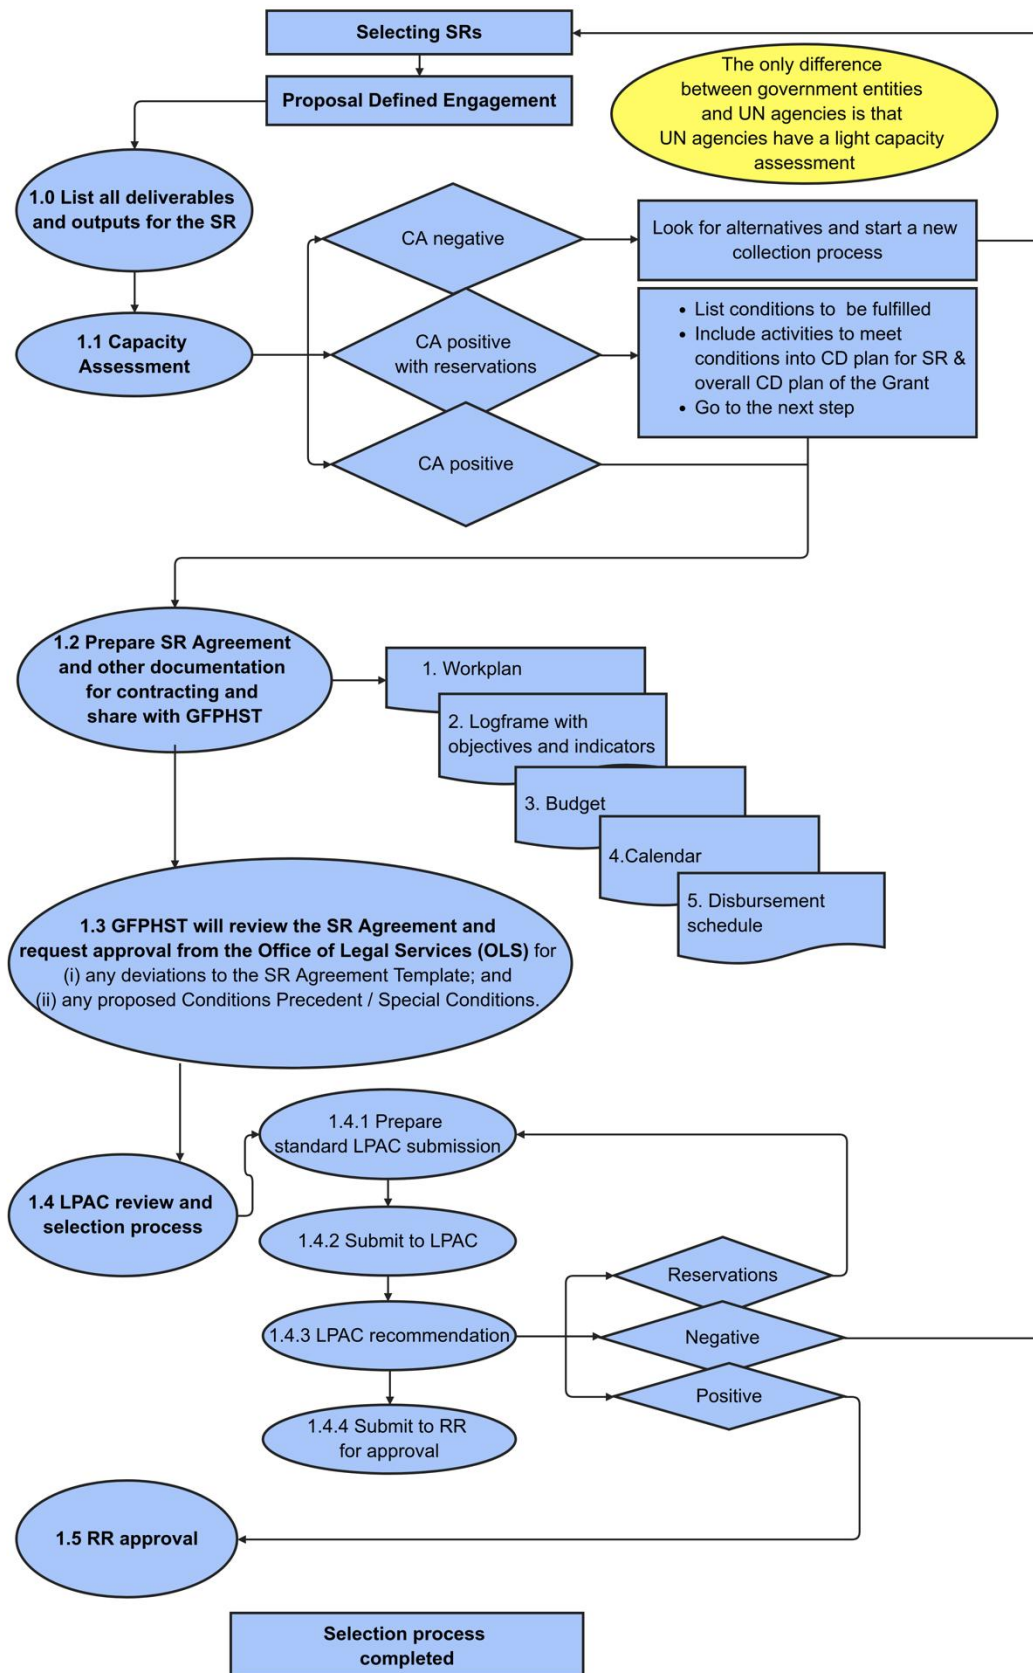 Selecting SRs
Proposal Defined Engagement
The only difference
between government entities
and UN agencies is that
UN agencies have a light capacity
assessment
1.0 List all deliverables
and outputs for the SR
CA negative
Look for alternatives and start a new
collection process
1.1 Capacity
Assessment
CA positive
with reservations
• List conditions to be fulfilled
• Include activities to meet
conditions into CD plan for SR &
overall CD plan of the Grant
• Go to the next step
CA positive
1.2 Prepare SR Agreement
and other documentation
for contracting and
share with GFPHST
1. Workplan
2. Logframe with
objectives and indicators
3. Budget
4.Calendar
5. Disbursement
schedule
1.3 GFPHST will review the SR Agreement and
request approval from the Office of Legal Services (OLS) for
(i) any deviations to the SR Agreement Template; and
(ii) any proposed Conditions Precedent / Special Conditions.
1.4 LPAC review and
selection process
1.4.1 Prepare
standard LPAC submission
1.4.2 Submit to LPAC
1.4.3 LPAC recommendation
Reservations
Negative
Positive
1.4.4 Submit to RR
for approval
1.5 RR approval
Selection process
completed